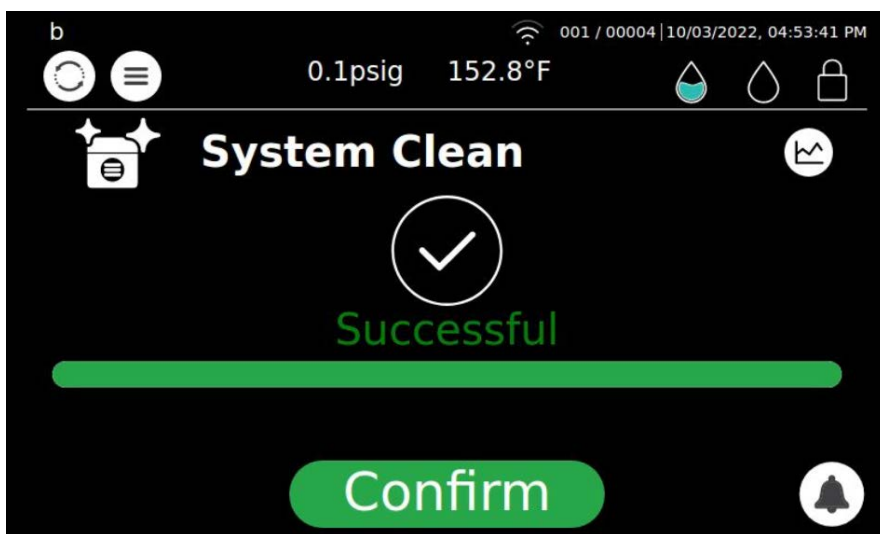 b
001 / 00004|10/03/2022, 04:53:41 PM
0.1psig 152.8°F
System Clean
Successful
Confirm